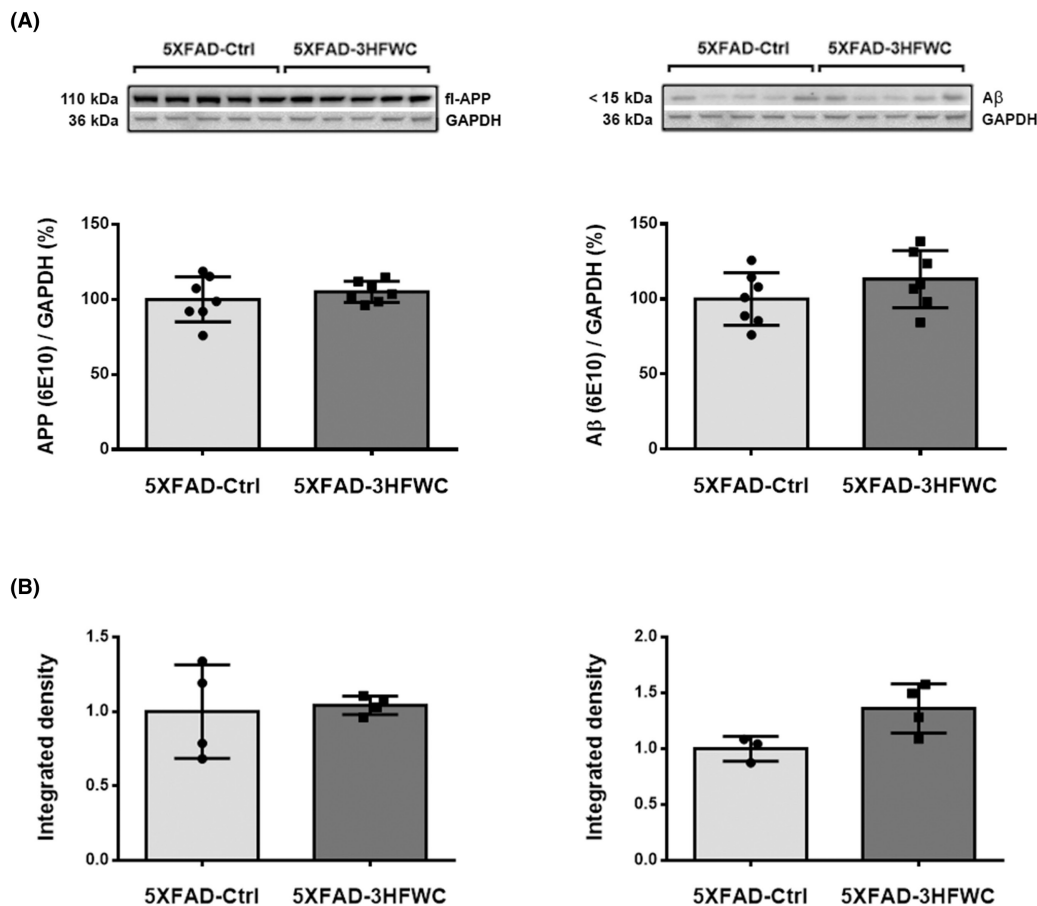 (A)
5XFAD-Ctrl 5XFAD-3HFWC
110 kDa fl-APP
36 kDa GAPDH
5XFAD-Ctrl 5XFAD-3HFWC
< 15 kDa Aβ
36 kDa GAPDH
APP (6E10) / GAPDH (%)
150
100
50
0
5XFAD-Ctrl 5XFAD-3HFWC
Aβ (6E10) / GAPDH (%)
150
100
50
0
5XFAD-Ctrl 5XFAD-3HFWC
(B)
Integrated density
1.5
1.0
0.5
0.0
5XFAD-Ctrl 5XFAD-3HFWC
Integrated density
2.0
1.5
1.0
0.5
0.0
5XFAD-Ctrl 5XFAD-3HFWC